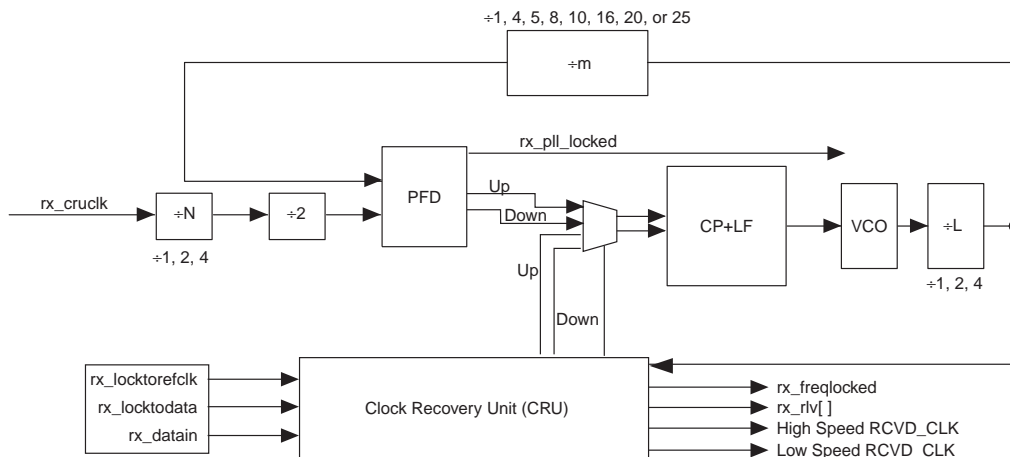 ÷1, 4, 5, 8, 10, 16, 20, or 25
÷m
rx_pll_locked
rx_cruclk
÷N
÷1, 2, 4
÷2
PFD
Up
Down
Up
Down
CP+LF
VCO
÷L
÷1, 2, 4
rx_locktorefclk
rx_locktodata
rx_datain
Clock Recovery Unit (CRU)
rx_freqlocked
rx_rlv[ ]
High Speed RCVD_CLK
Low Speed RCVD_CLK